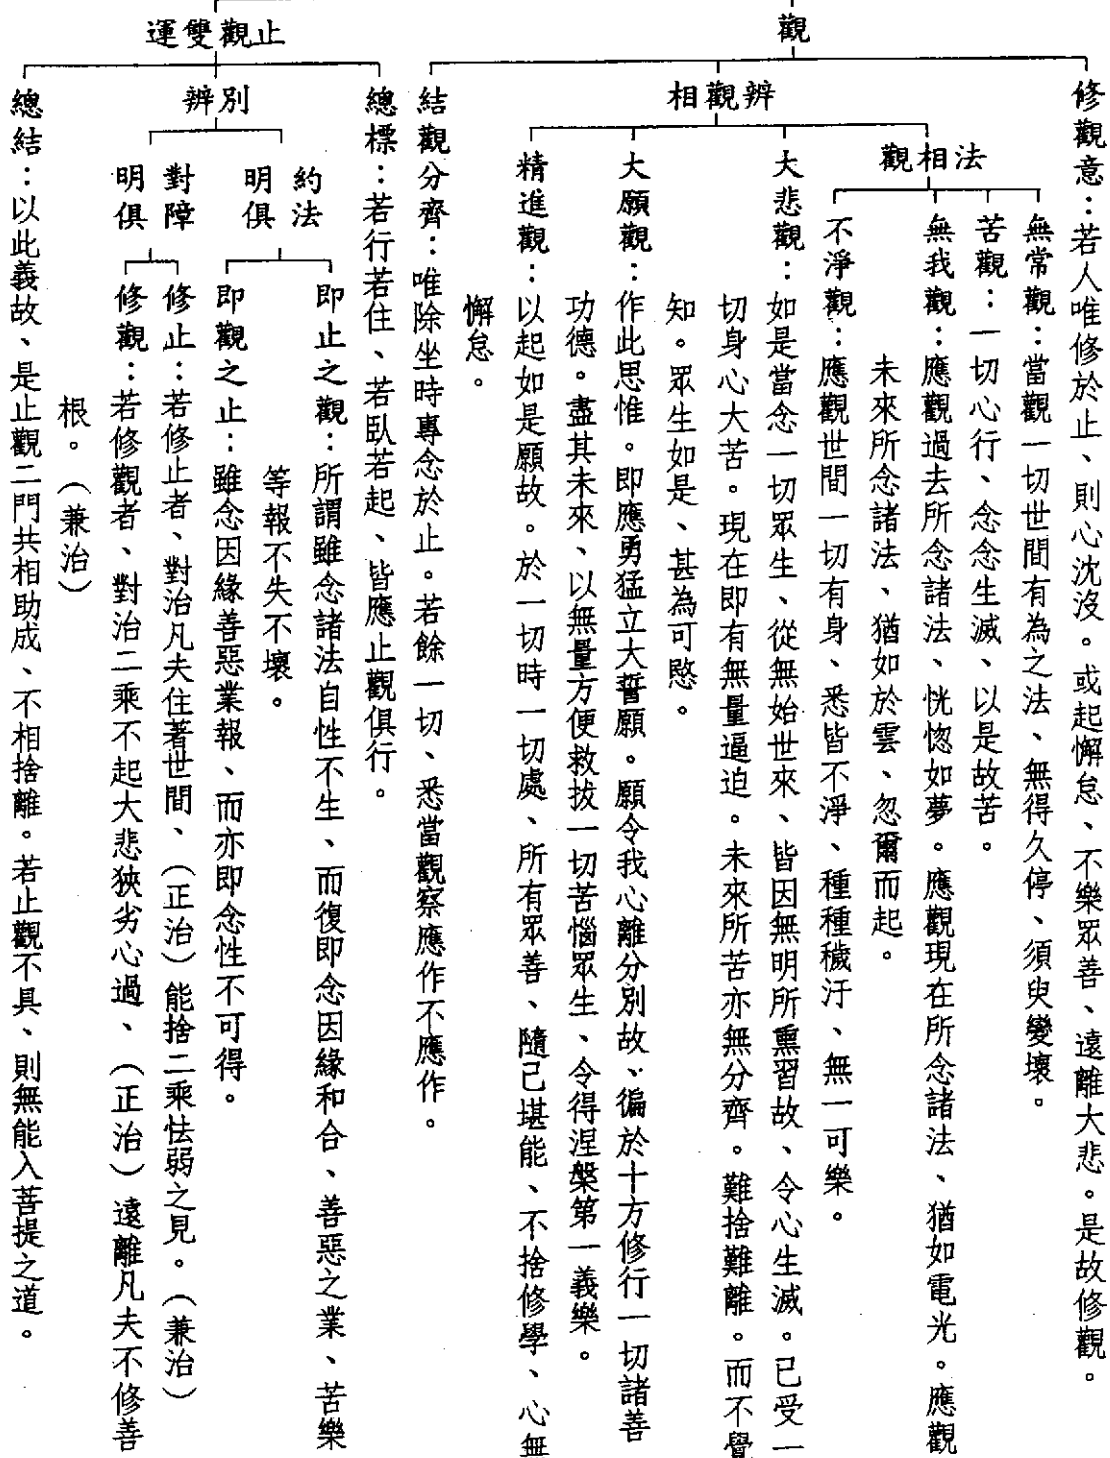 觀
修觀意：若人唯修於止、則心沈沒。或起懈怠、不樂眾善、遠離大悲。是故修觀。
相觀辨
觀相法
無常觀：當觀一切世間有為之法、無得久停、須臾變壞。
苦觀：一切心行、念念生滅、以是故苦。
無我觀：應觀過去所念諸法、恍惚如夢。應觀現在所念諸法、猶如電光。應觀
未來所念諸法、猶如於雲、忽爾而起。
不淨觀：應觀世間一切有身、悉皆不淨、種種穢汙、無一可樂。
大悲觀：如是當念一切眾生、從無始世來、皆因無明所熏習故、令心生滅。已受一
切身心大苦。現在即有無量逼迫。未來所苦亦無分齊。難捨難離。而不覺
知。眾生如是、甚為可愍。
大願觀：作此思惟。即應勇猛立大誓願。願令我心離分別故、徧於十方修行一切諸善
功德。盡其未來、以無量方便救拔一切苦惱眾生、令得涅槃第一義樂。
精進觀：以起如是願故。於一切時一切處、所有眾善、隨己堪能、不捨修學、心無
懈怠。
結觀分齊：唯除坐時專念於止。若餘一切、悉當觀察應作不應作。
運雙觀止
總標：若行若住、若臥若起、皆應止觀俱行。
辨別
約法
明俱
即止之觀：所謂雖念諸法自性不生、而復即念因緣和合、善惡之業、苦樂
等報不失不壞。
即觀之止：雖念因緣善惡業報、而亦即念性不可得。
對障
明俱
修止：若修止者、對治凡夫住著世間、（正治）能捨二乘怯弱之見。（兼治）
修觀：若修觀者、對治二乘不起大悲狹劣心過、（正治）遠離凡夫不修善
根。（兼治）
總結：以此義故、是止觀二門共相助成、不相捨離。若止觀不具、則無能入菩提之道。